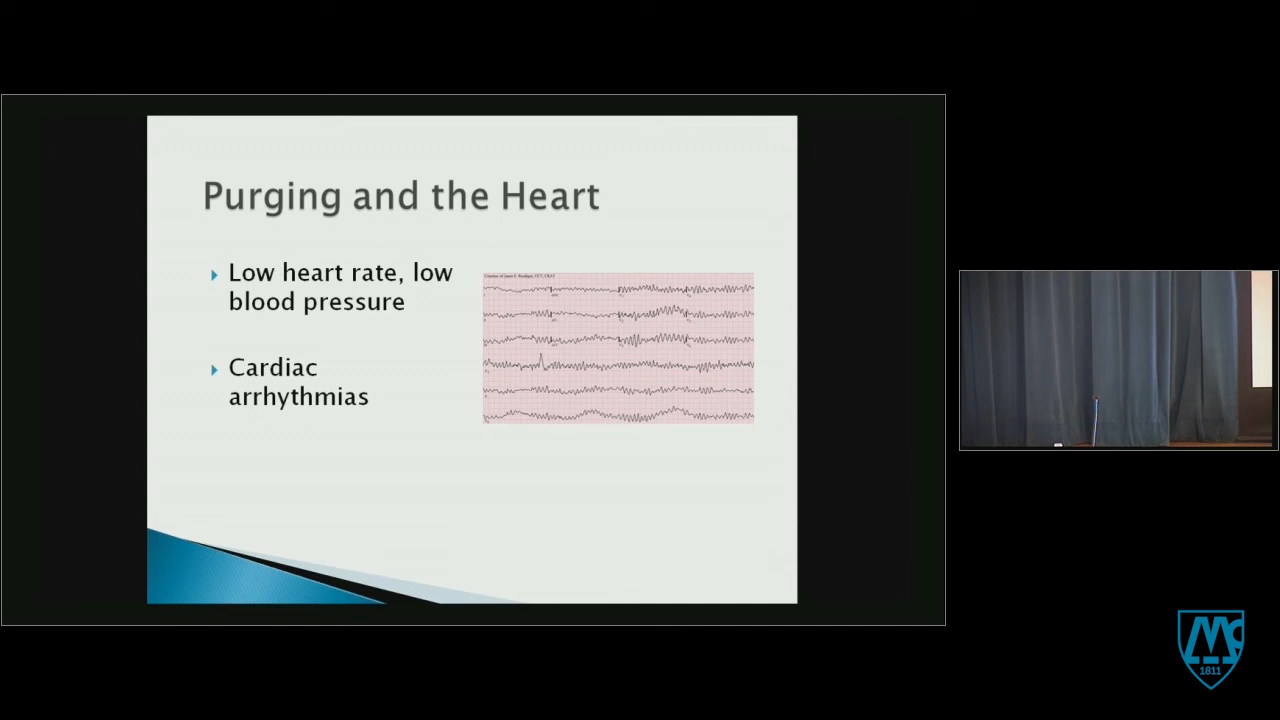 Purging and the Heart
Low heart rate, low
blood pressure
Cardiac
arrhythmias
1811